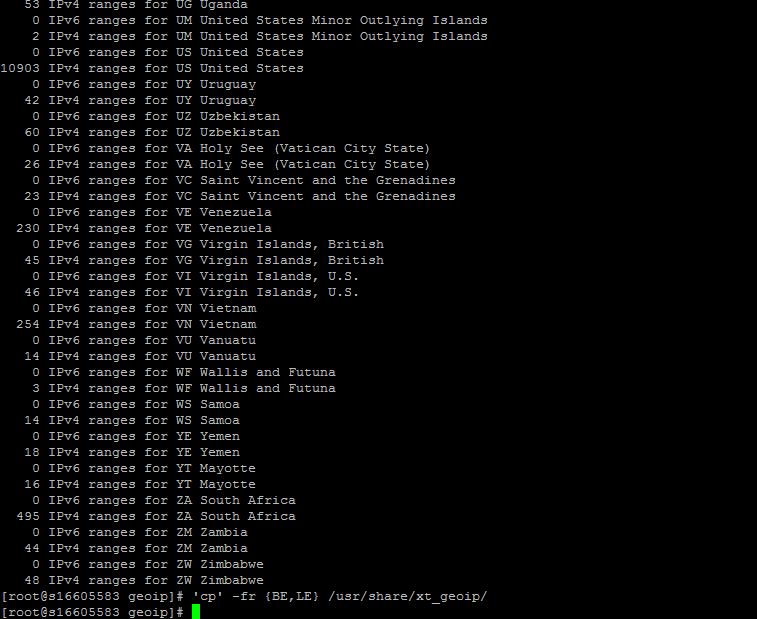 53 IPv4 ranges for UG Uganda
0 IPv6 ranges for UM United States Minor Outlying Islands
2 IPv4 ranges for UM United States Minor Outlying Islands
0 IPv6 ranges for US United States
10903 IPv4 ranges for US United States
0 IPv6 ranges for UY Uruguay
42 IPv4 ranges for UY Uruguay
0 IPv6 ranges for UZ Uzbekistan
60 IPv4 ranges for UZ Uzbekistan
0 IPv6 ranges for VA Holy See (Vatican City State)
26 IPv4 ranges for VA Holy See (Vatican City State)
0 IPv6 ranges for VC Saint Vincent and the Grenadines
23 IPv4 ranges for VC Saint Vincent and the Grenadines
0 IPv6 ranges for VE Venezuela
230 IPv4 ranges for VE Venezuela
0 IPv6 ranges for VG Virgin Islands, British
45 IPv4 ranges for VG Virgin Islands, British
0 IPv6 ranges for VI Virgin Islands, U.S.
46 IPv4 ranges for VI Virgin Islands, U.S.
0 IPv6 ranges for VN Vietnam
254 IPv4 ranges for VN Vietnam
0 IPv6 ranges for VU Vanuatu
14 IPv4 ranges for VU Vanuatu
0 IPv6 ranges for WF Wallis and Futuna
3 IPv4 ranges for WF Wallis and Futuna
0 IPv6 ranges for WS Samoa
14 IPv4 ranges for WS Samoa
0 IPv6 ranges for YE Yemen
18 IPv4 ranges for YE Yemen
0 IPv6 ranges for YT Mayotte
16 IPv4 ranges for YT Mayotte
0 IPv6 ranges for ZA South Africa
495 IPv4 ranges for ZA South Africa
0 IPv6 ranges for ZM Zambia
44 IPv4 ranges for ZM Zambia
0 IPv6 ranges for ZW Zimbabwe
48 IPv4 ranges for ZW Zimbabwe
[root@s16605583 geoip]# 'cp' -fr {BE,LE} /usr/share/xt_geoip/
[root@s16605583 geoip]#